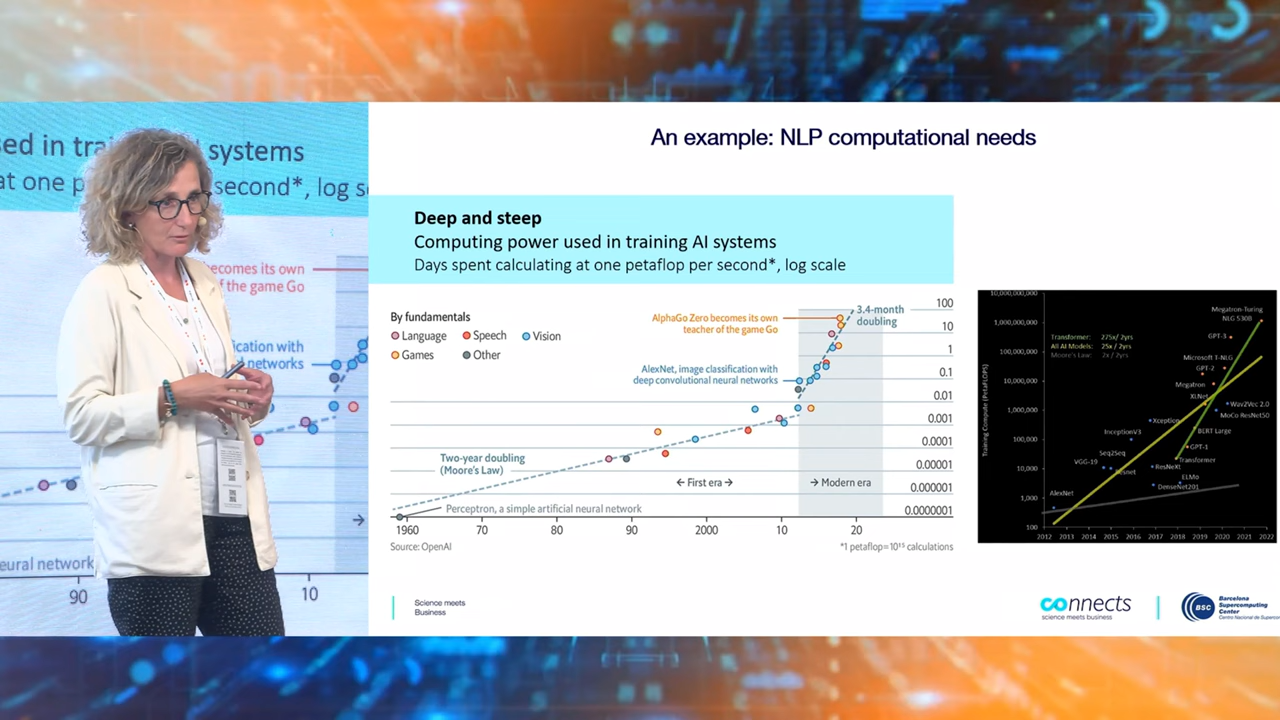 An example: NLP computational needs
Deep and steep
Computing power used in training AI systems
Days spent calculating at one petaflop per second*, log scale
By fundamentals
Language
Speech
Vision
Games
Other
AlphaGo Zero becomes its own
teacher of the game Go
3.4-month
doubling
AlexNet, image classification with
deep convolutional neural networks
Two-year doubling
(Moore's Law)
← First era →
→ Modern era
Perceptron, a simple artificial neural network
100
10
1
0.1
0.01
0.001
0.0001
0.00001
0.000001
0.0000001
1960
70
80
90
2000
10
20
Source: OpenAI
*1 petaflop=10¹⁵ calculations
Training Compute (PetaFLOPS)
10,000,000,000
1,000,000,000
100,000,000
10,000,000
1,000,000
100,000
10,000
1,000
100
Transformer: 275x / 2yrs
All AI Models: 25x / 2yrs
Moore's Law: 2x / 2yrs
Megatron-Turing
NLG 530B
GPT-3
Microsoft T-NLG
GPT-2
Megatron
XLNet
Wav2Vec 2.0
MoCo ResNet50
Xception
InceptionV3
BERT Large
GPT-1
Seq2Seq
VGG-19
Resnet
ResNeXt
Transformer
ELMo
DenseNet201
AlexNet
2012
2013
2014
2015
2016
2017
2018
2019
2020
2021
2022
Science meets
Business
connects
science meets business
BSC
Barcelona
Supercomputing
Center
Centro Nacional de Supercom
sed in tra systems
at one p second*, log s
ecomes its own
f the game Go
fication with
networks
eural network
90
10
→